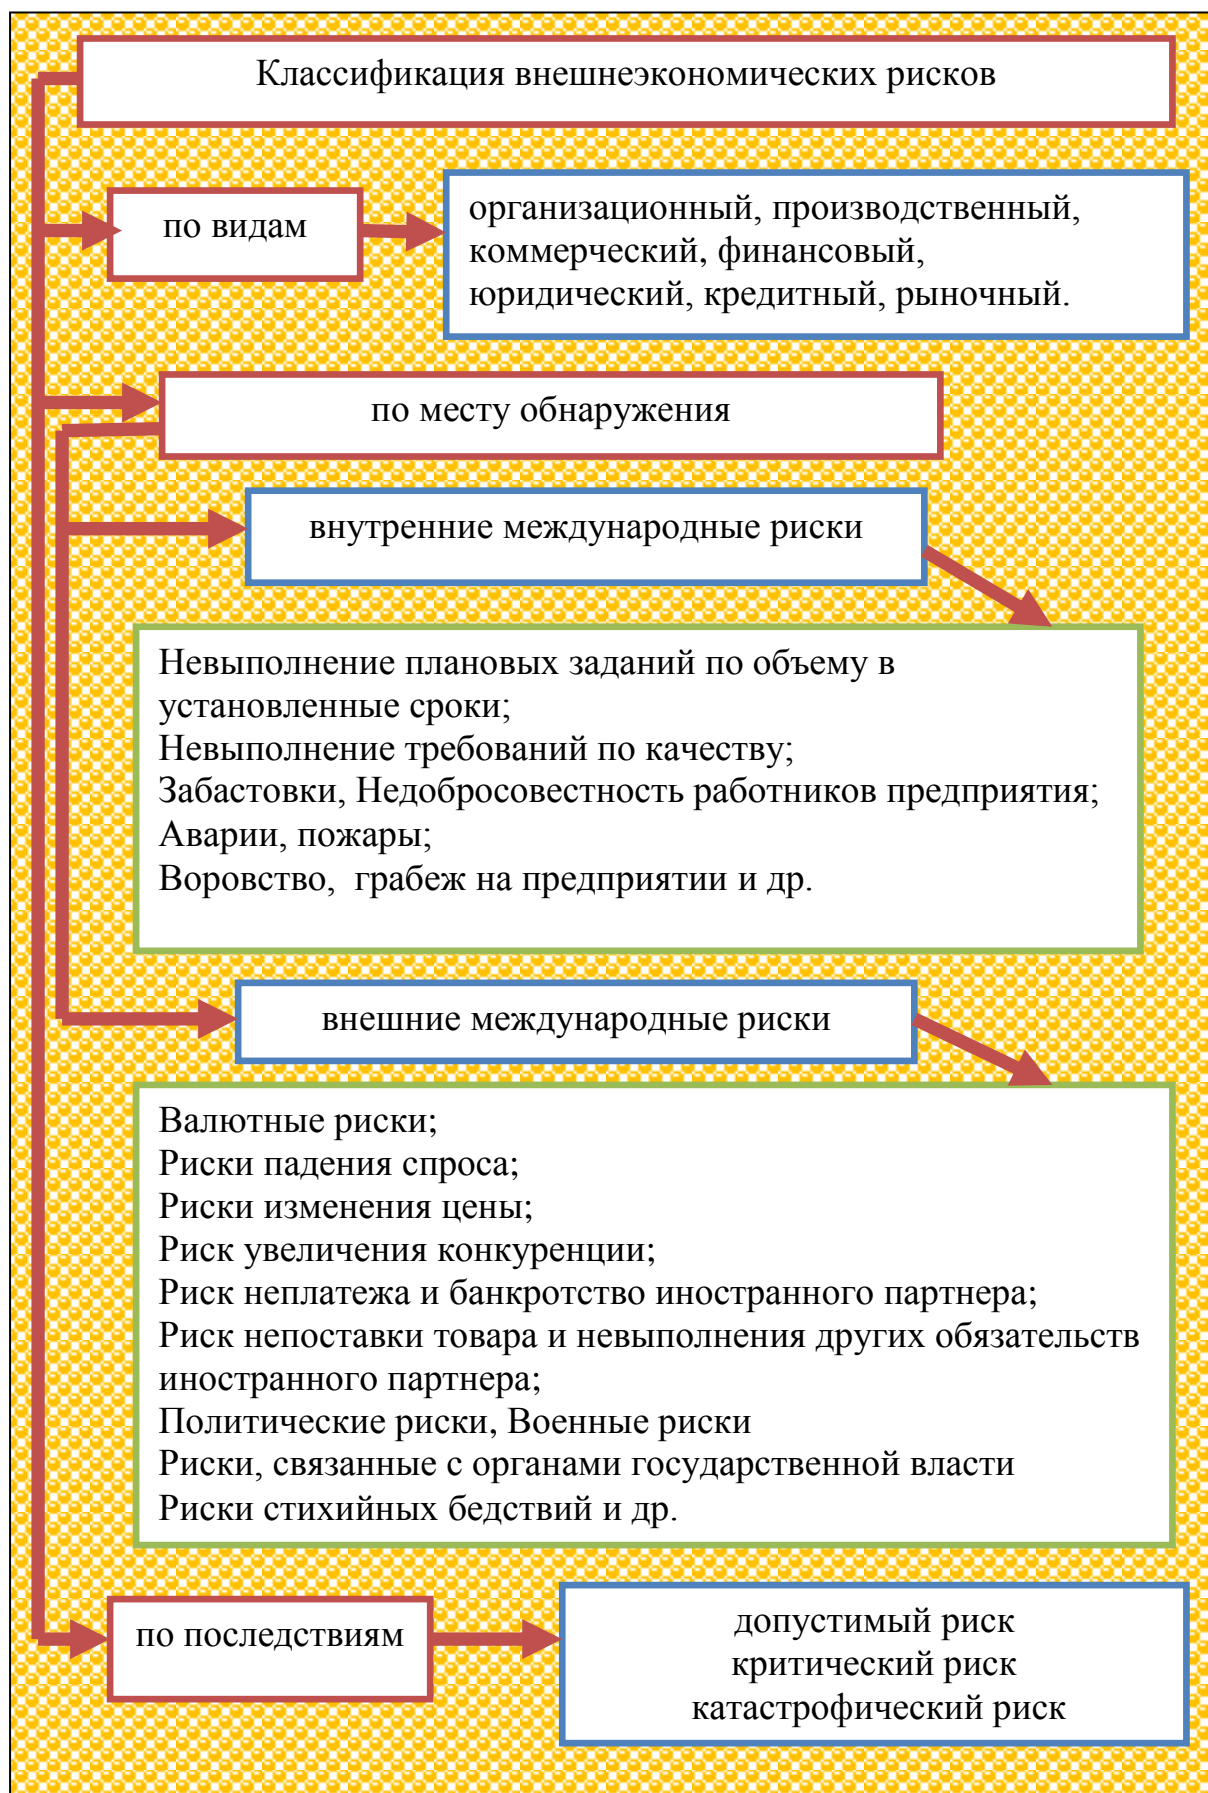 Классификация внешнеэкономических рисков
по видам
организационный, производственный,
коммерческий, финансовый,
юридический, кредитный, рыночный.
по месту обнаружения
внутренние международные риски
Невыполнение плановых заданий по объему в
установленные сроки;
Невыполнение требований по качеству;
Забастовки, Недобросовестность работников предприятия;
Аварии, пожары;
Воровство,  грабеж на предприятии и др.
внешние международные риски
Валютные риски;
Риски падения спроса;
Риски изменения цены;
Риск увеличения конкуренции;
Риск неплатежа и банкротство иностранного партнера;
Риск непоставки товара и невыполнения других обязательств
иностранного партнера;
Политические риски, Военные риски
Риски, связанные с органами государственной власти
Риски стихийных бедствий и др.
по последствиям
допустимый риск
критический риск
катастрофический риск